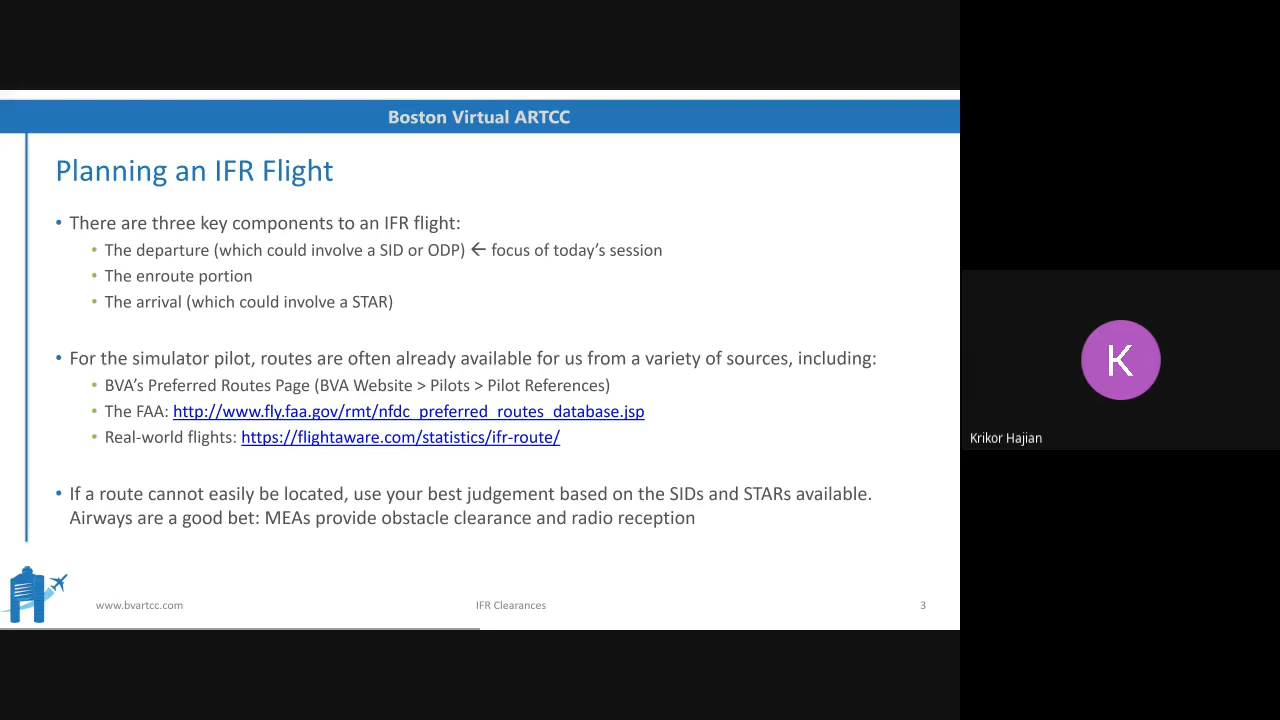 Boston Virtual ARTCC
Planning an IFR Flight
• There are three key components to an IFR flight:
• The departure (which could involve a SID or ODP) ← focus of today's session
• The enroute portion
• The arrival (which could involve a STAR)
• For the simulator pilot, routes are often already available for us from a variety of sources, including:
• BVA's Preferred Routes Page (BVA Website > Pilots > Pilot References)
• The FAA: http://www.fly.faa.gov/rmt/nfdc_preferred_routes_database.jsp
• Real-world flights: https://flightaware.com/statistics/ifr-route/
• If a route cannot easily be located, use your best judgement based on the SIDs and STARs available.
Airways are a good bet: MEAs provide obstacle clearance and radio reception
www.bvartcc.com
IFR Clearances
3
K
Krikor Hajian